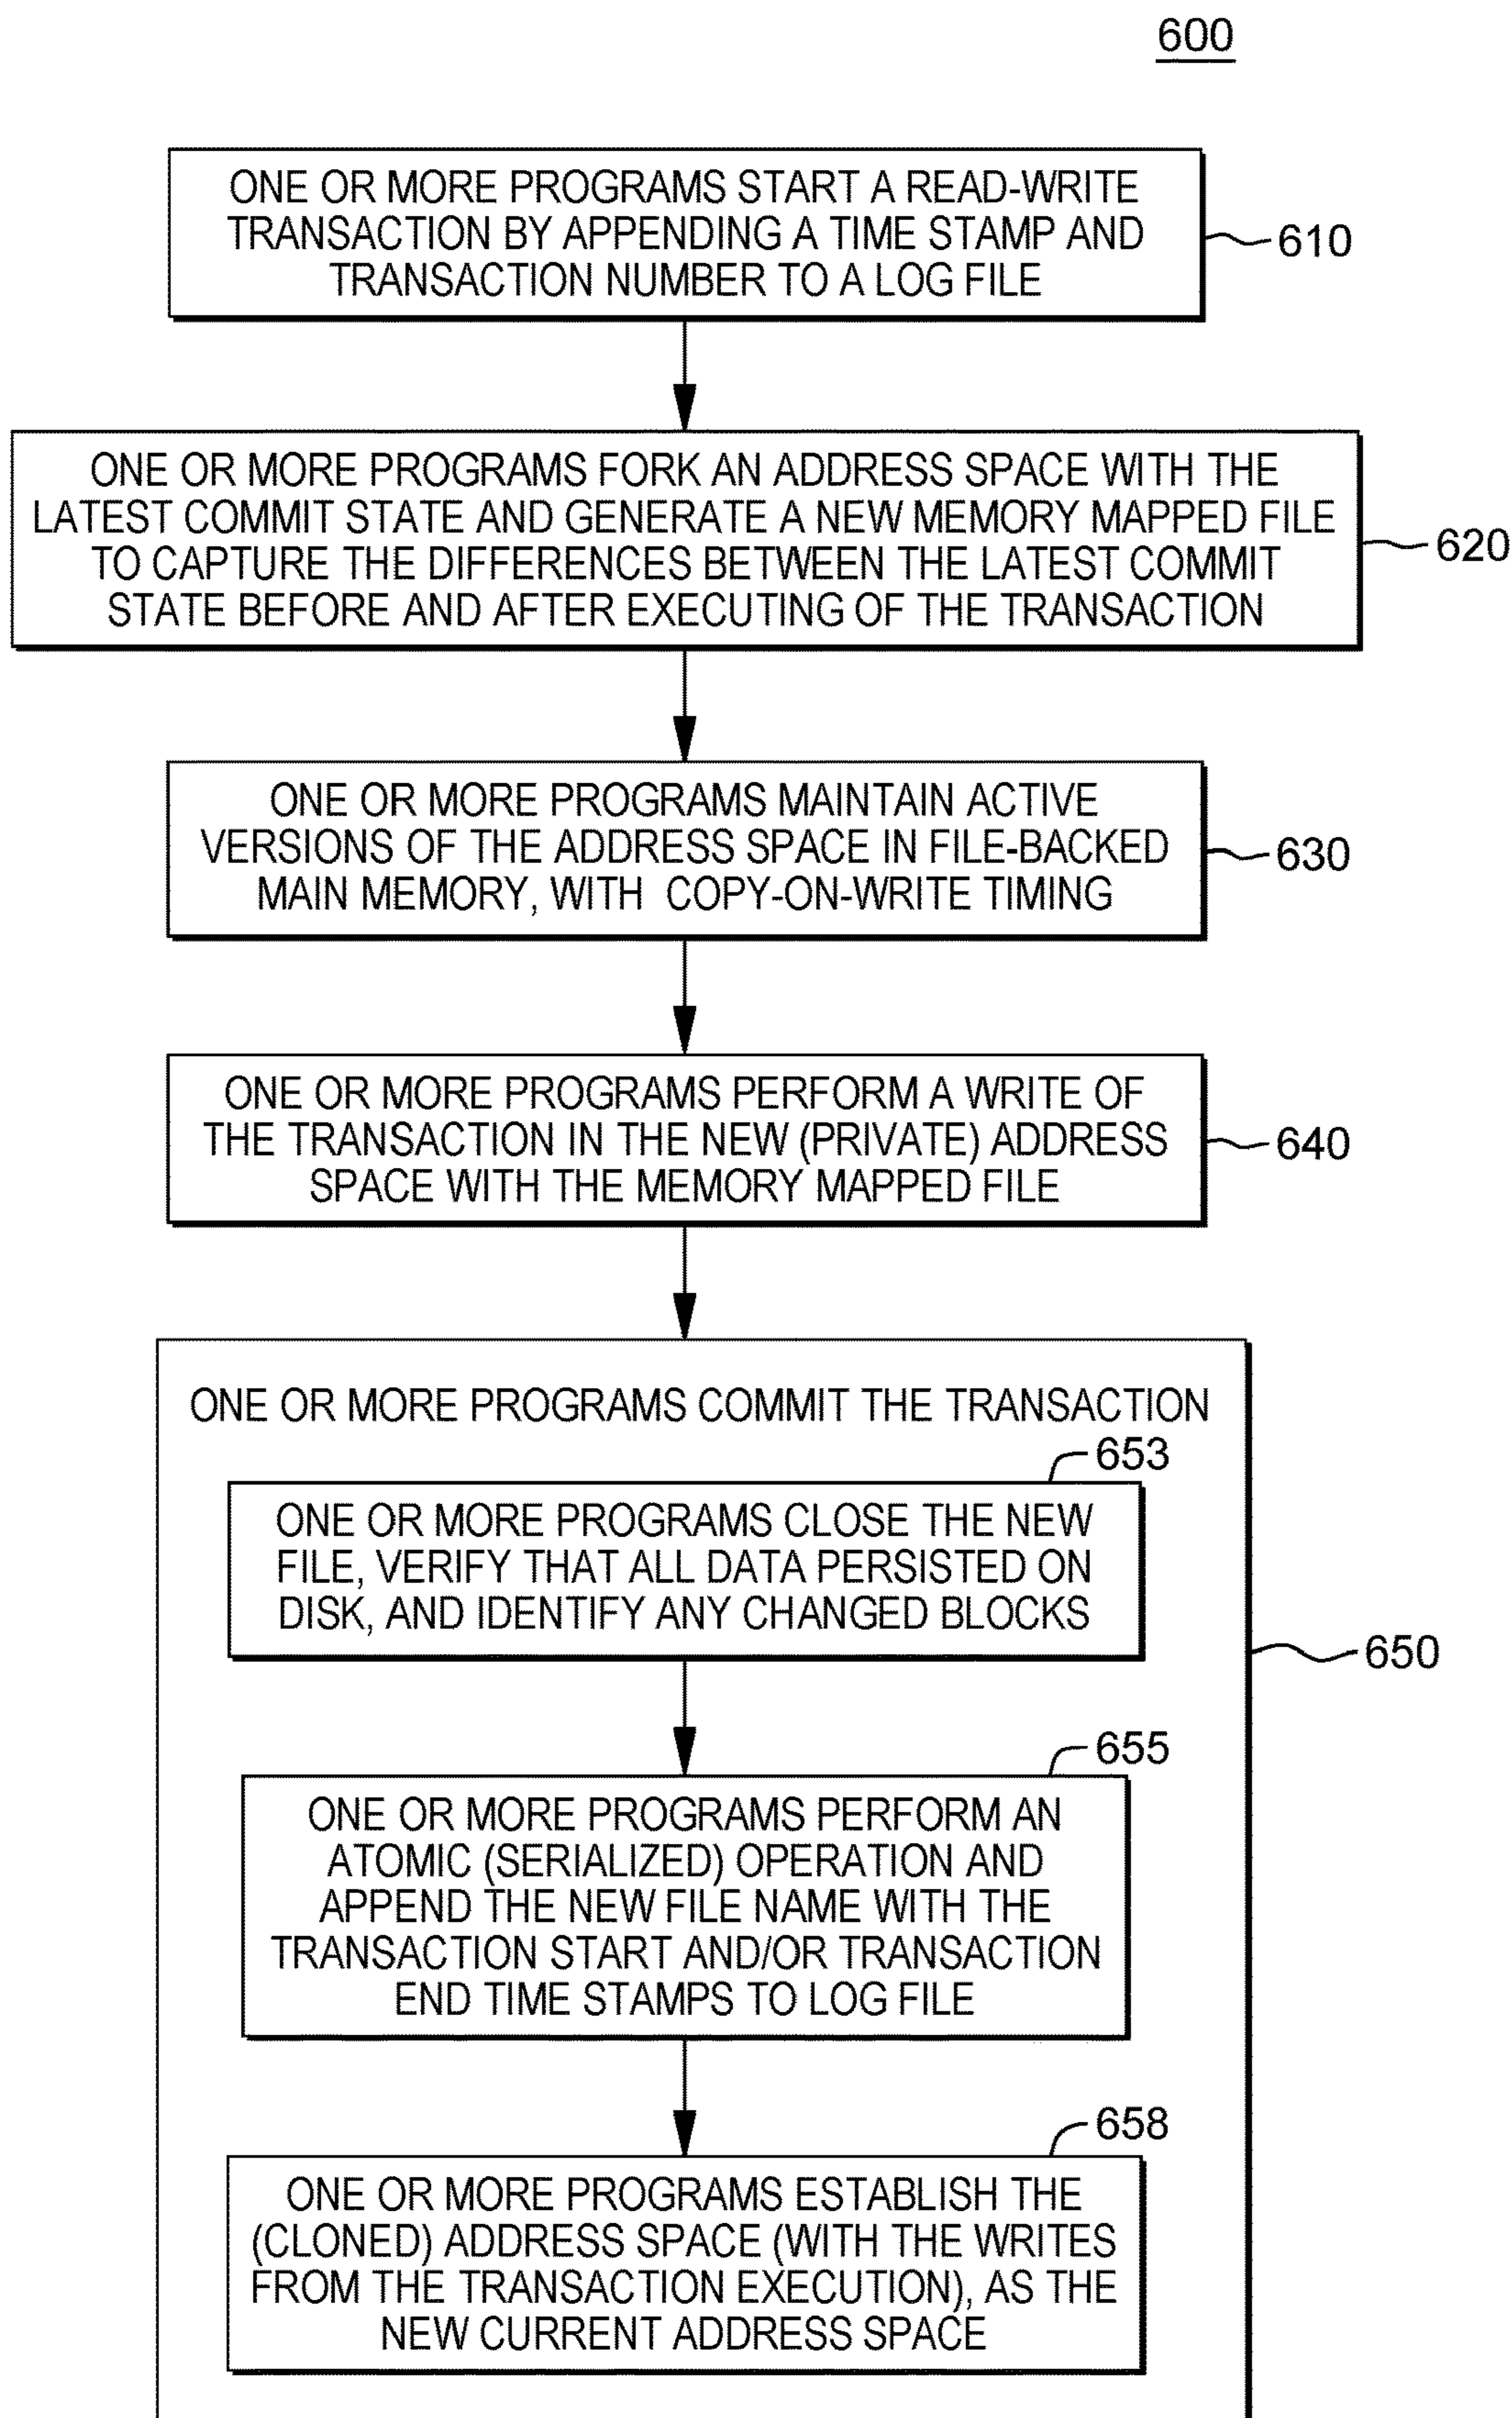 600
ONE OR MORE PROGRAMS START A READ-WRITE
TRANSACTION BY APPENDING A TIME STAMP AND
TRANSACTION NUMBER TO A LOG FILE
610
ONE OR MORE PROGRAMS FORK AN ADDRESS SPACE WITH THE
LATEST COMMIT STATE AND GENERATE A NEW MEMORY MAPPED FILE
TO CAPTURE THE DIFFERENCES BETWEEN THE LATEST COMMIT
STATE BEFORE AND AFTER EXECUTING OF THE TRANSACTION
620
ONE OR MORE PROGRAMS MAINTAIN ACTIVE
VERSIONS OF THE ADDRESS SPACE IN FILE-BACKED
MAIN MEMORY, WITH COPY-ON-WRITE TIMING
630
ONE OR MORE PROGRAMS PERFORM A WRITE OF
THE TRANSACTION IN THE NEW (PRIVATE) ADDRESS
SPACE WITH THE MEMORY MAPPED FILE
640
ONE OR MORE PROGRAMS COMMIT THE TRANSACTION
653
ONE OR MORE PROGRAMS CLOSE THE NEW
FILE, VERIFY THAT ALL DATA PERSISTED ON
DISK, AND IDENTIFY ANY CHANGED BLOCKS
650
655
ONE OR MORE PROGRAMS PERFORM AN
ATOMIC (SERIALIZED) OPERATION AND
APPEND THE NEW FILE NAME WITH THE
TRANSACTION START AND/OR TRANSACTION
END TIME STAMPS TO LOG FILE
658
ONE OR MORE PROGRAMS ESTABLISH THE
(CLONED) ADDRESS SPACE (WITH THE WRITES
FROM THE TRANSACTION EXECUTION), AS THE
NEW CURRENT ADDRESS SPACE